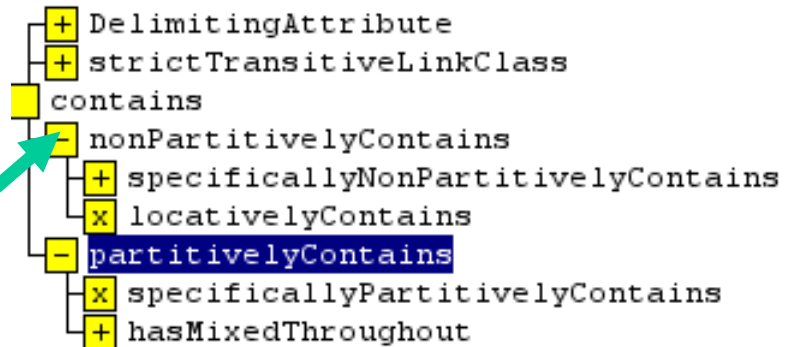 + DelimitingAttribute
+ strictTransitiveLinkClass
contains
- nonPartitivelyContains
+ specificallyNonPartitivelyContains
x locativelyContains
- partitivelyContains
x specificallyPartitivelyContains
+ hasMixedThroughout